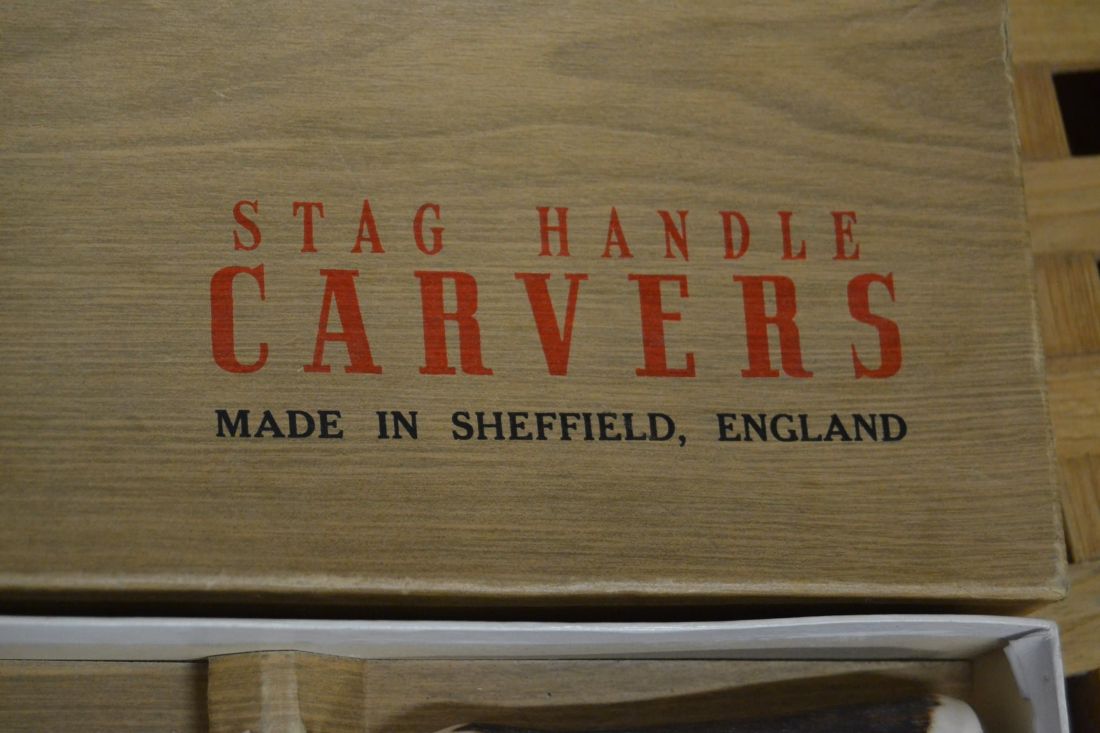 STAG HANDLE
CARVERS
MADE IN SHEFFIELD, ENGLAND